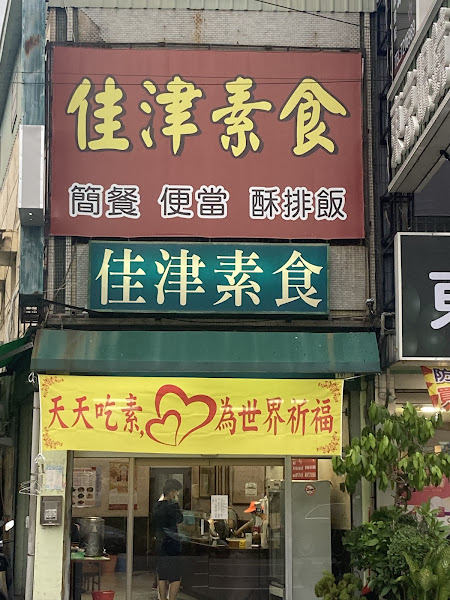 佳津素食
簡餐 便當 酥排飯
佳津素食
天天吃素, 為世界祈福